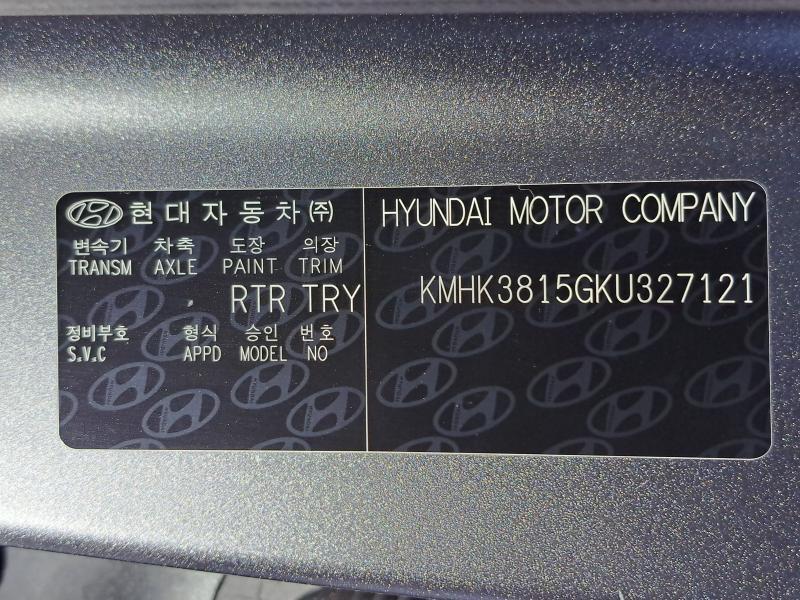 현대자동차(주)
변속기 차축 도장 의장
TRANSM AXLE PAINT TRIM
RTR TRY
정비부호 형식 승인 번호
S.V.C APPD MODEL NO
HYUNDAI MOTOR COMPANY
KMHK3815GKU327121